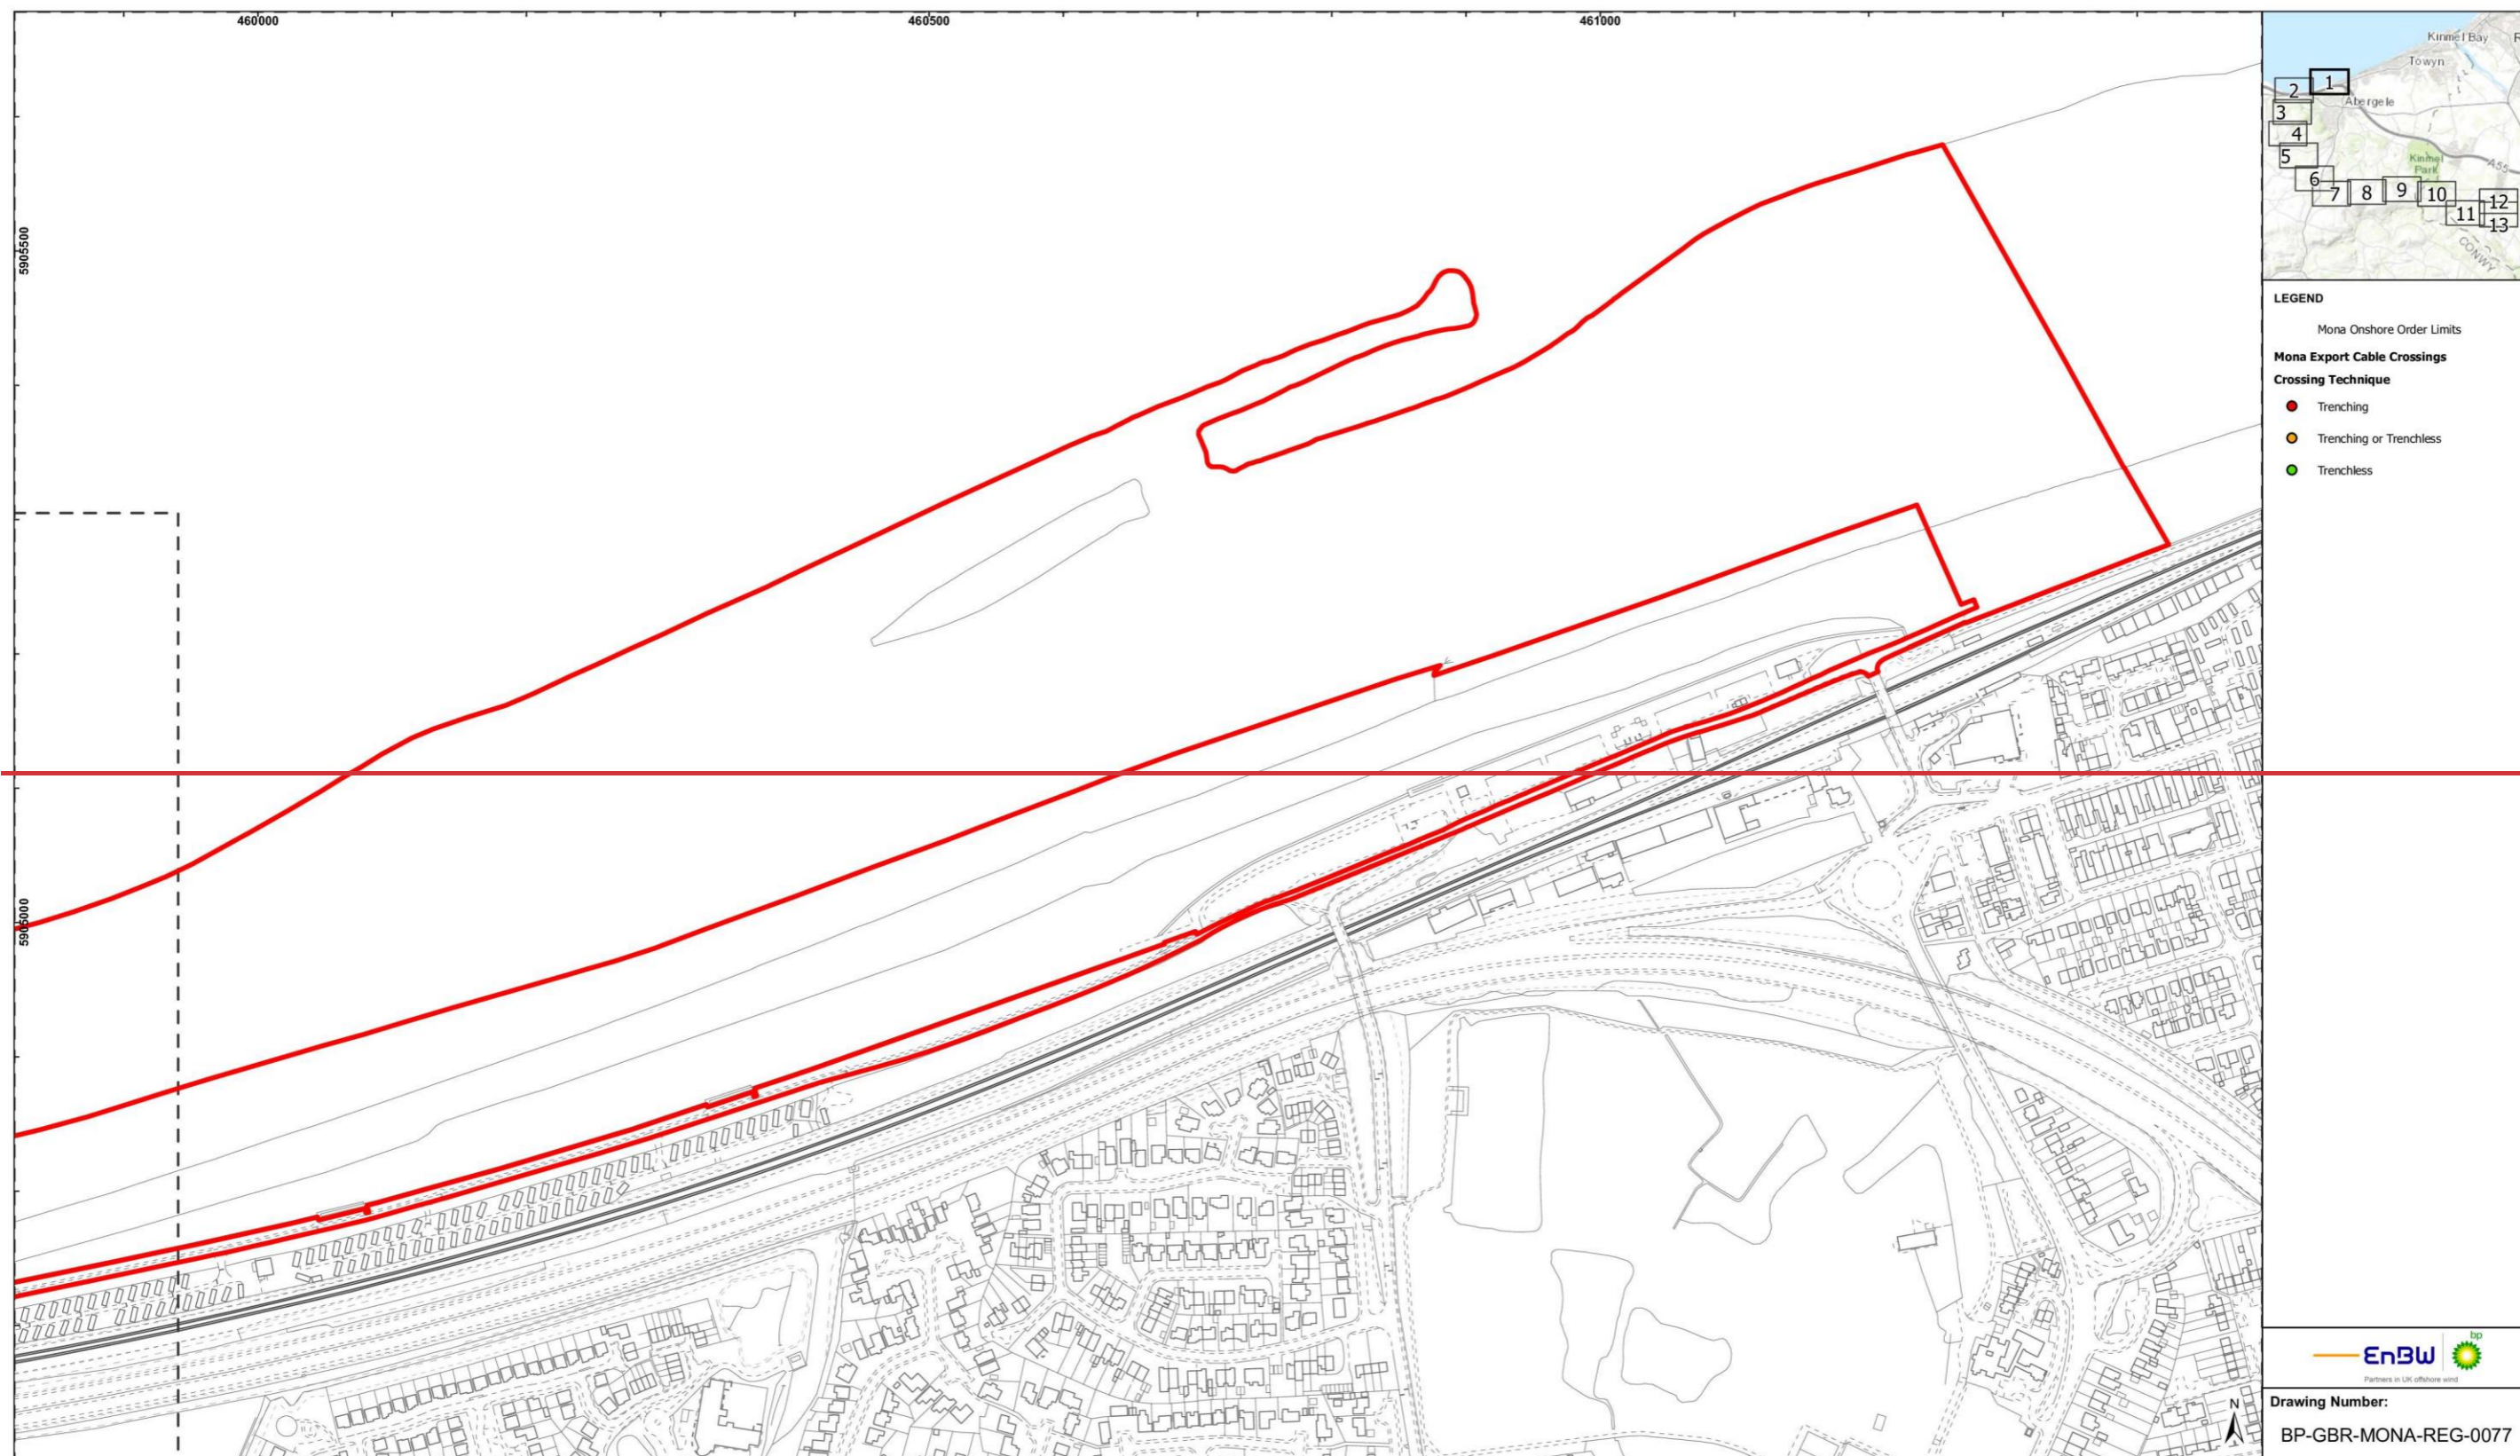 460000
460500
461000
5905500
5905000
Kinmel Bay
R
Towyn
Abergele
1
2
3
4
5
6
7
8
9
10
11
12
13
Kinmel
Park
A55
CONWY
LEGEND
Mona Onshore Order Limits
Mona Export Cable Crossings
Crossing Technique
Trenching
Trenching or Trenchless
Trenchless
EnBW
bp
Partners in UK offshore wind
Drawing Number:
N
BP-GBR-MONA-REG-0077